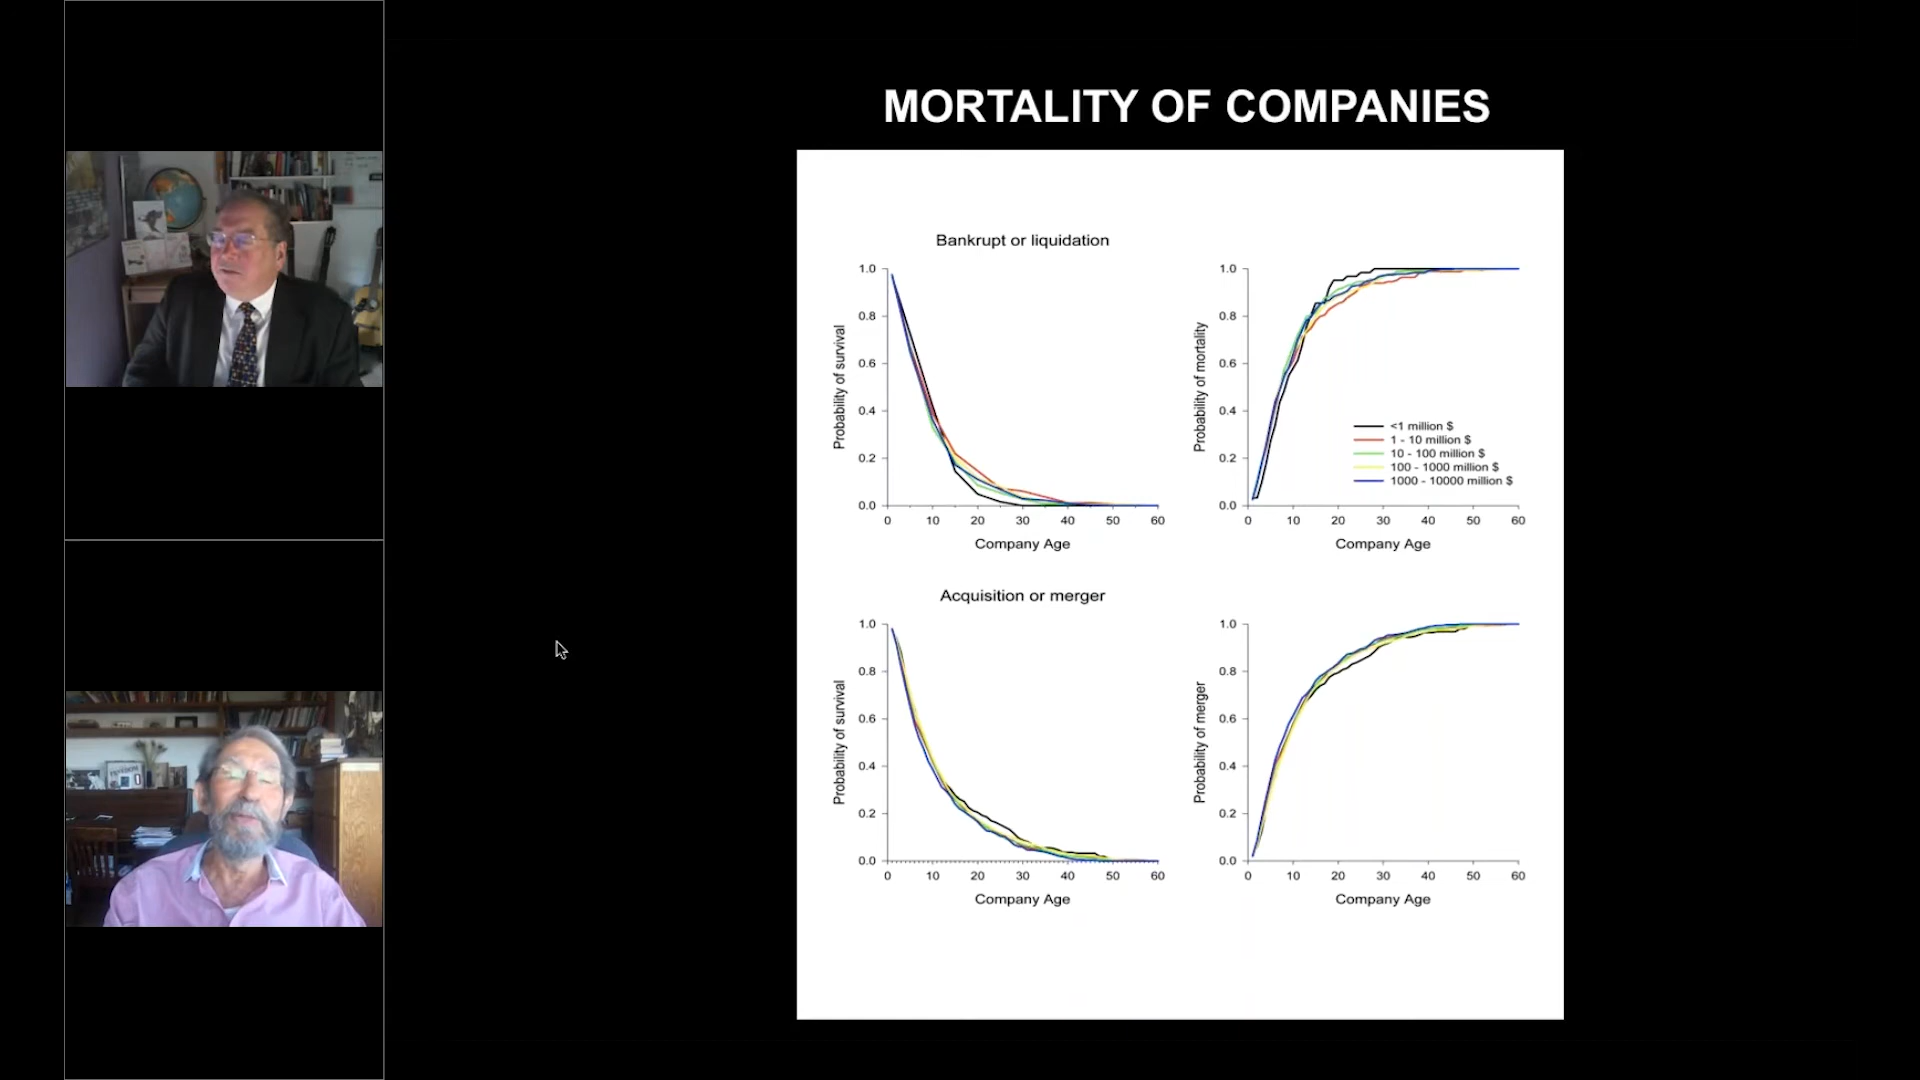 MORTALITY OF COMPANIES
Bankrupt or liquidation
Probability of survival
1.0
0.8
0.6
0.4
0.2
0.0
0 10 20 30 40 50 60
Company Age
Probability of mortality
1.0
0.8
0.6
0.4
0.2
0.0
<1 million $
1 - 10 million $
10 - 100 million $
100 - 1000 million $
1000 - 10000 million $
0 10 20 30 40 50 60
Company Age
Acquisition or merger
Probability of survival
1.0
0.8
0.6
0.4
0.2
0.0
0 10 20 30 40 50 60
Company Age
Probability of merger
1.0
0.8
0.6
0.4
0.2
0.0
0 10 20 30 40 50 60
Company Age